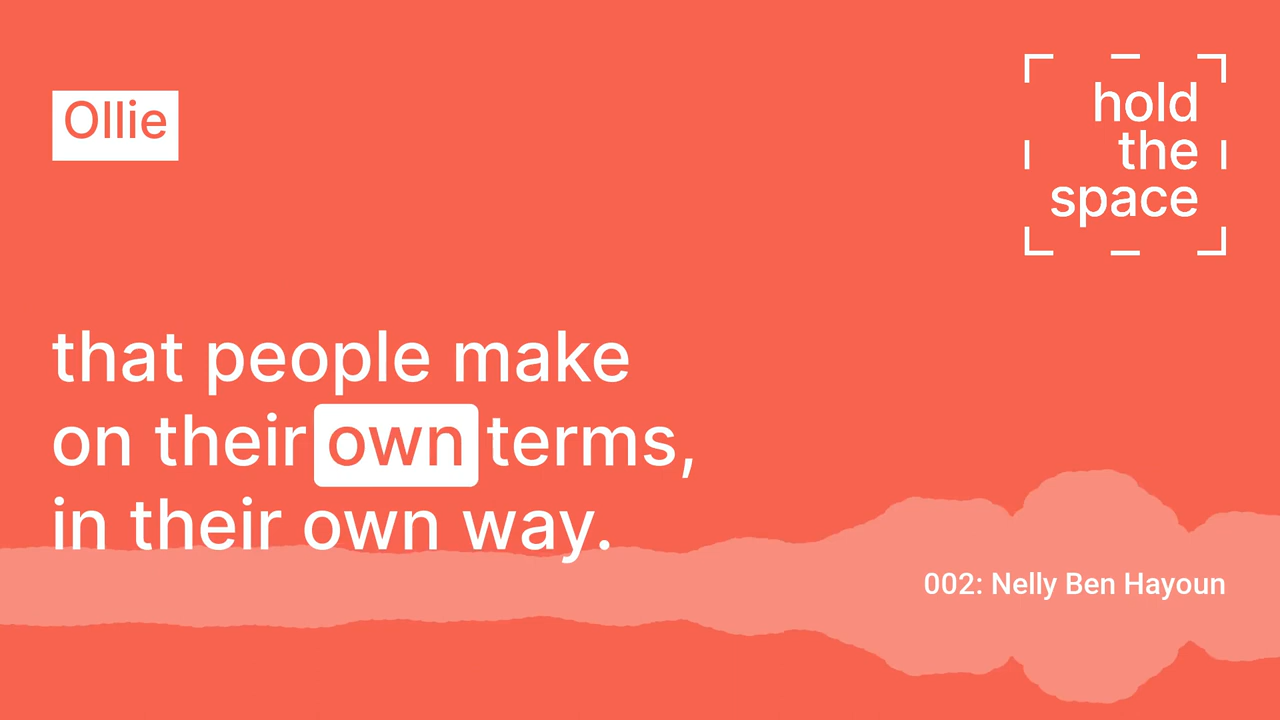 Ollie
hold
the
space
that people make
on their own terms,
in their own way.
002: Nelly Ben Hayoun